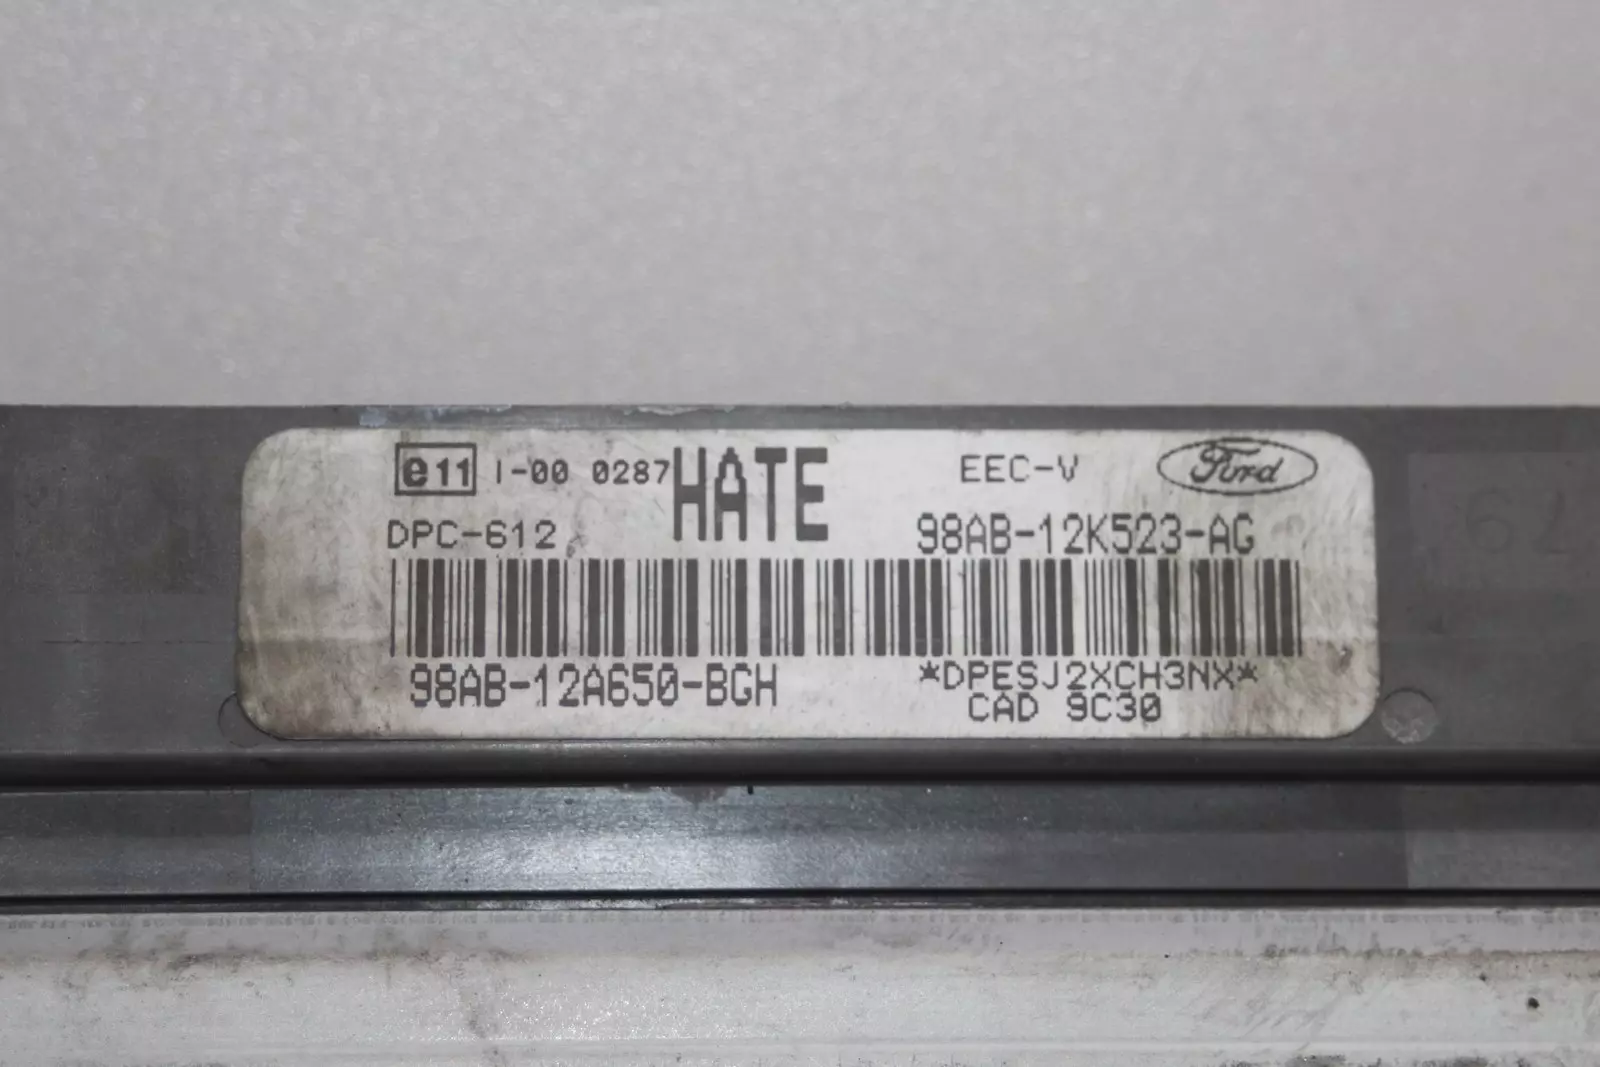 e11 I-00 0287 HATE EEC-V Ford
DPC-612 98AB-12K523-AG
98AB-12A650-BGH *DPESJ2XCH3NX*
CAD 9C30